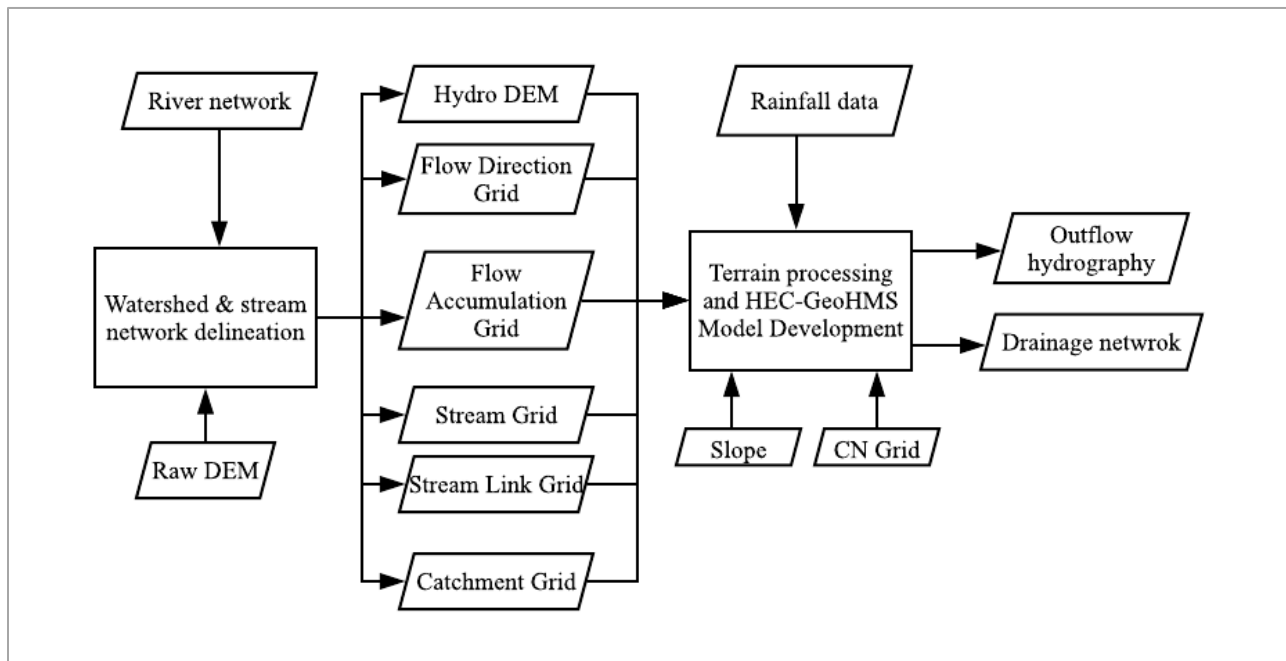 River network
Watershed & stream
network delineation
Raw DEM
Hydro DEM
Flow Direction
Grid
Flow
Accumulation
Grid
Stream Grid
Stream Link Grid
Catchment Grid
Rainfall data
Terrain processing
and HEC-GeoHMS
Model Development
Slope
CN Grid
Outflow
hydrography
Drainage netwrok